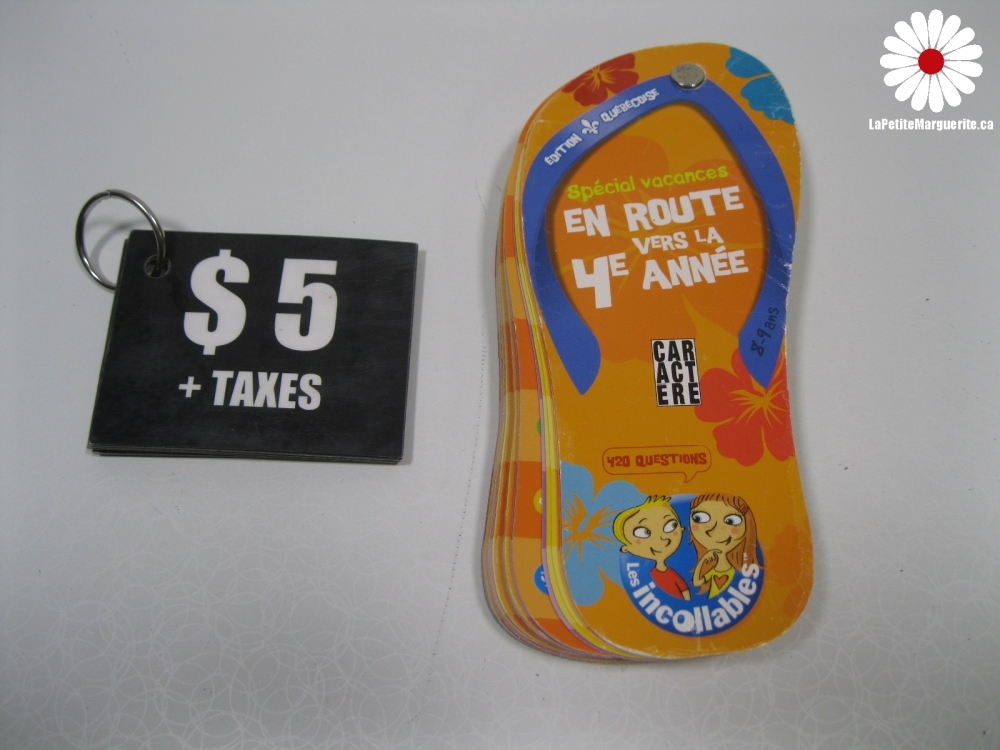 LaPetiteMarguerite.ca
$ 5
+ TAXES
ÉDITION QUÉBÉCOISE
Spécial vacances
EN ROUTE
VERS LA
4E ANNÉE
8-9 ans
CAR
ACT
ERE
420 QUESTIONS
Les incollables